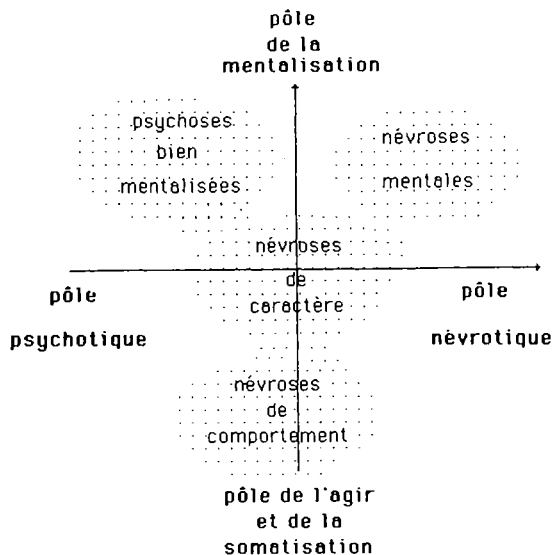 pôle
de la
mentalisation
psychoses
bien
mentalisées
névroses
mentales
névroses
de
caractère
pôle
psychotique
pôle
névrotique
névroses
de
comportement
pôle de l'agir
et de la
somatisation